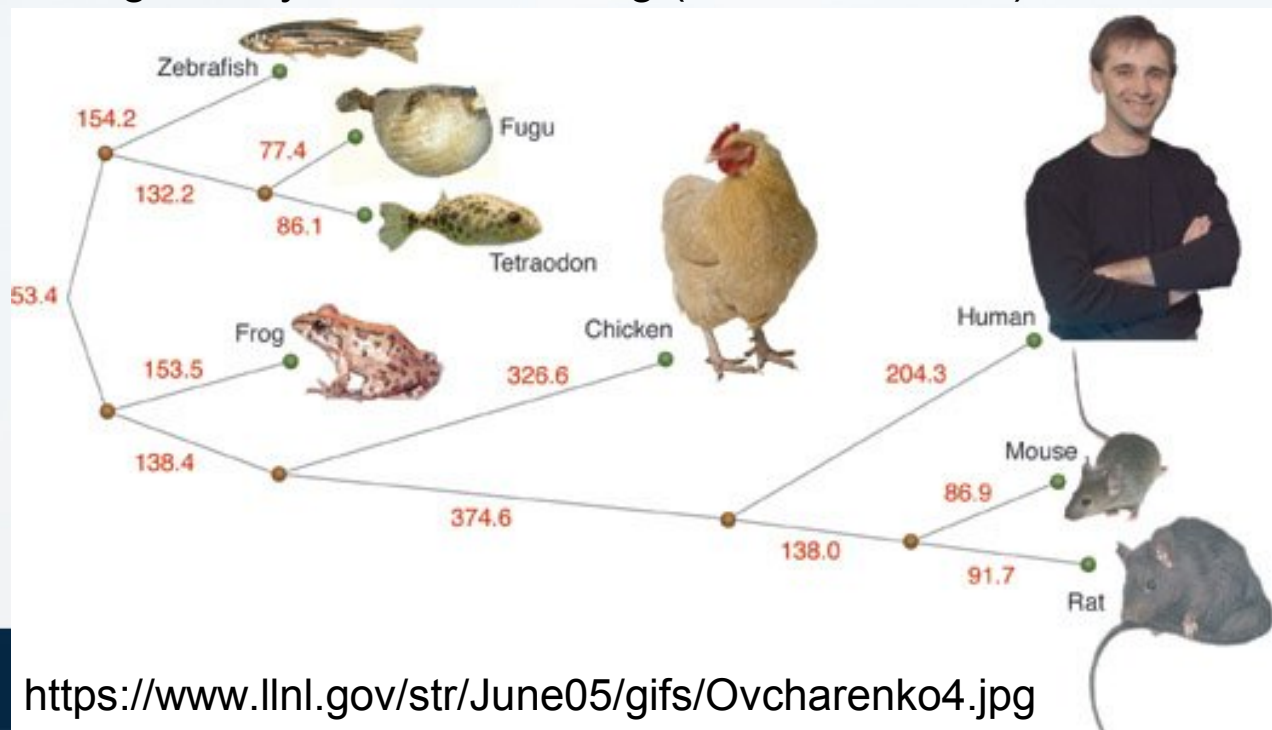 Zebrafish
154.2
Fugu
77.4
132.2
86.1
Tetraodon
53.4
Frog
Chicken
Human
153.5
326.6
204.3
138.4
Mouse
86.9
374.6
138.0
91.7
Rat
https://www.llnl.gov/str/June05/gifs/Ovcharenko4.jpg